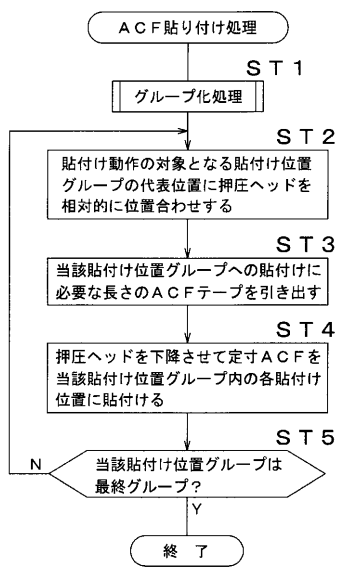 ACF貼り付け処理
ST1
グループ化処理
ST2
貼付け動作の対象となる貼付け位置
グループの代表位置に押圧ヘッドを
相対的に位置合わせする
ST3
当該貼付け位置グループへの貼付けに
必要な長さのACFテープを引き出す
ST4
押圧ヘッドを下降させて定寸ACFを
当該貼付け位置グループ内の各貼付け
位置に貼付ける
ST5
N
当該貼付け位置グループは
最終グループ?
Y
終 了